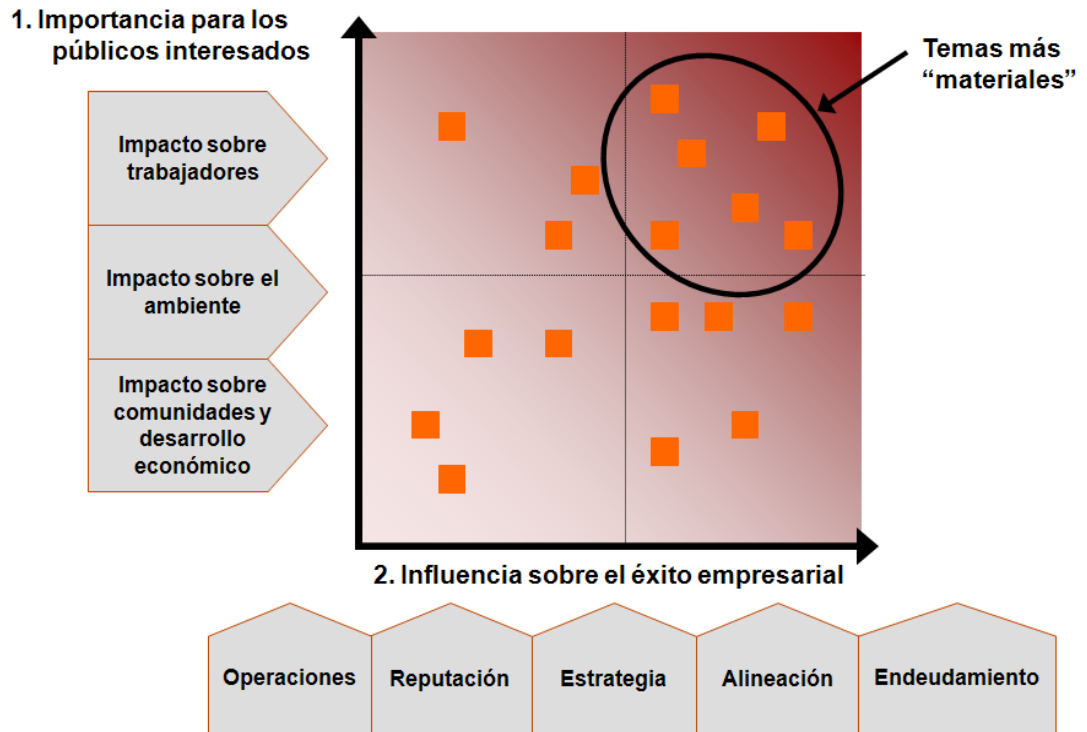 1. Importancia para los
públicos interesados
Temas más
“materiales”
Impacto sobre
trabajadores
Impacto sobre el
ambiente
Impacto sobre
comunidades y
desarrollo
económico
2. Influencia sobre el éxito empresarial
Operaciones
Reputación
Estrategia
Alineación
Endeudamiento